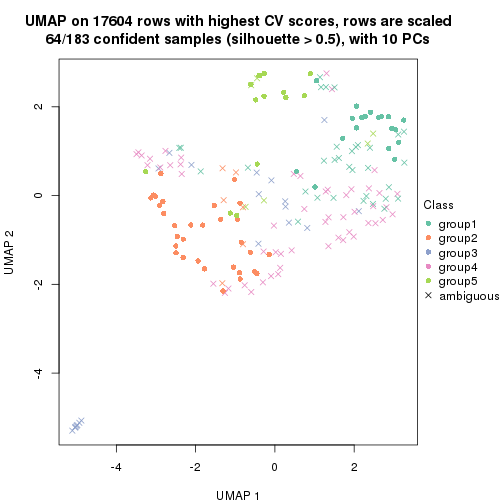 UMAP on 17604 rows with highest CV scores, rows are scaled
64/183 confident samples (silhouette > 0.5), with 10 PCs
2
0
-2
-4
UMAP 2
-4
-2
0
2
UMAP 1
Class
group1
group2
group3
group4
group5
ambiguous